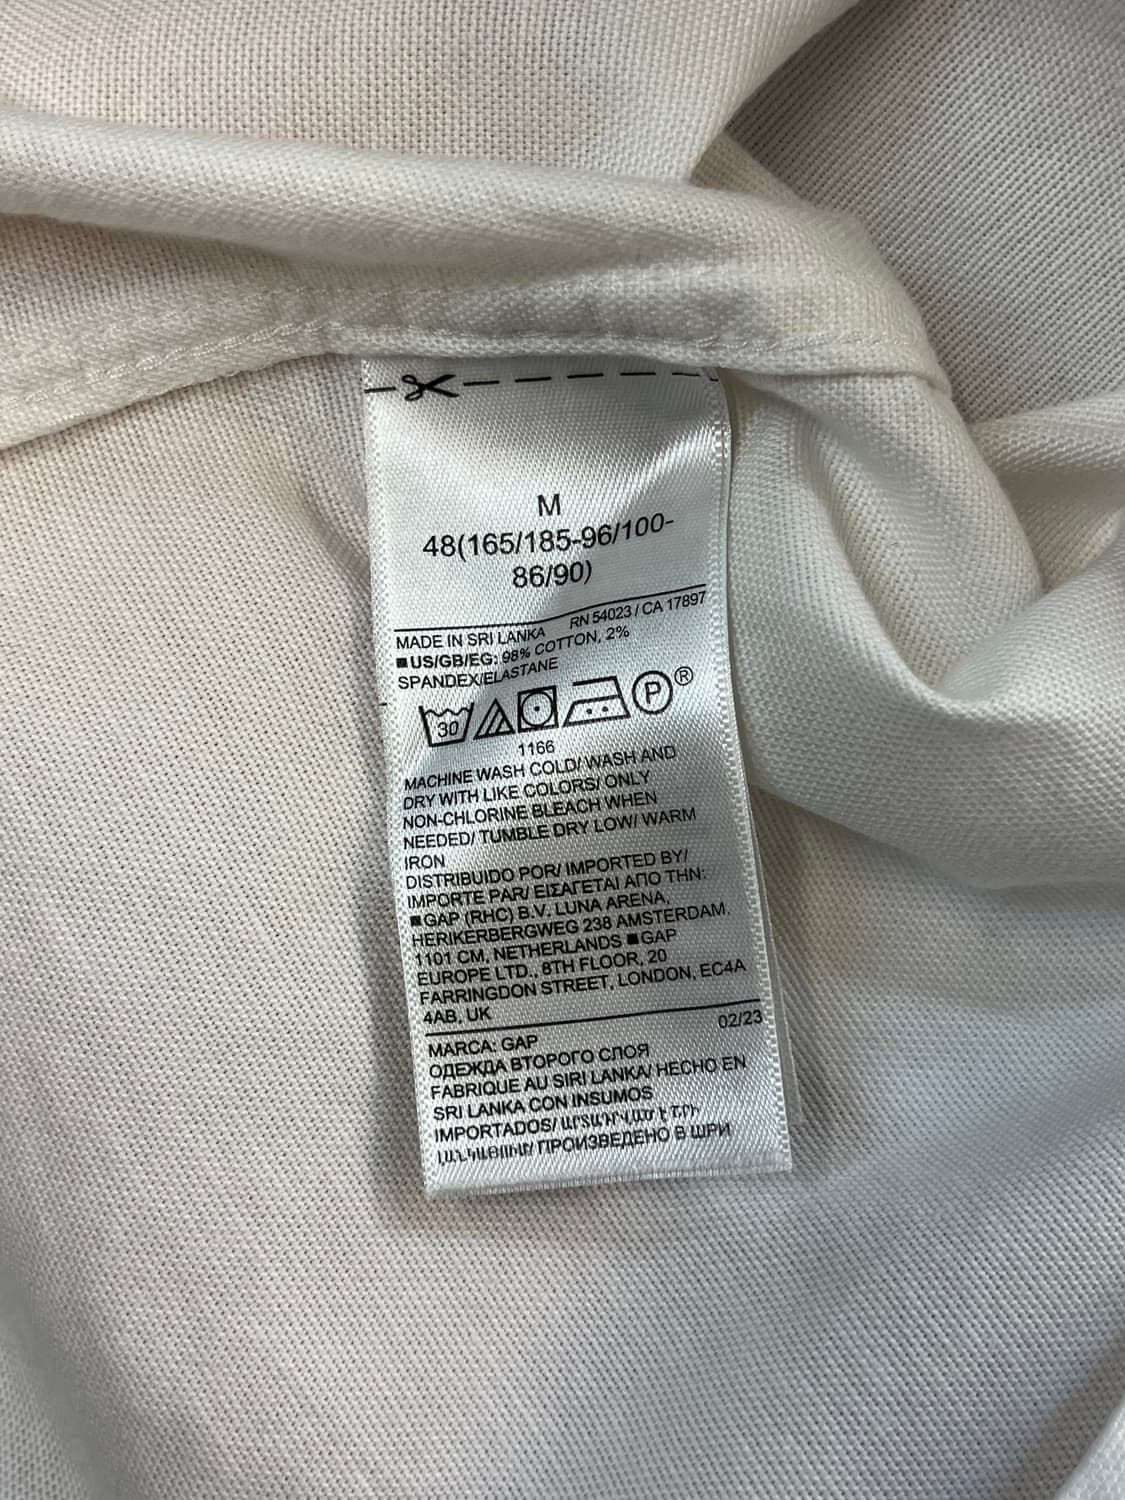 M
48(165/185-96/100-
86/90)
RN 54023 / CA 17897
MADE IN SRI LANKA
■US/GB/EG: 98% COTTON, 2%
SPANDEX/ELASTANE
30 P ®
1166
MACHINE WASH COLD/ WASH AND
DRY WITH LIKE COLORS/ ONLY
NON-CHLORINE BLEACH WHEN
NEEDED/ TUMBLE DRY LOW/ WARM
IRON
DISTRIBUIDO POR/ IMPORTED BY/
IMPORTE PAR/ ΕΙΣΑΓΕΤΑΙ ΑΠΟ ΤΗΝ:
■GAP (RHC) B.V. LUNA ARENA,
HERIKERBERGWEG 238 AMSTERDAM,
1101 CM, NETHERLANDS ■GAP
EUROPE LTD., 8TH FLOOR, 20
FARRINGDON STREET, LONDON, EC4A
4AB, UK
02/23
MARCA: GAP
ОДЕЖДА ВТОРОГО СЛОЯ
FABRIQUE AU SIRI LANKA/ HECHO EN
SRI LANKA CON INSUMOS
IMPORTADOS/ ԱՐՏԱԴՐՎԱԾ Է ՇՐԻ
ԼԱՆԿԱՅՈՒՄ/ ПРОИЗВЕДЕНО В ШРИ